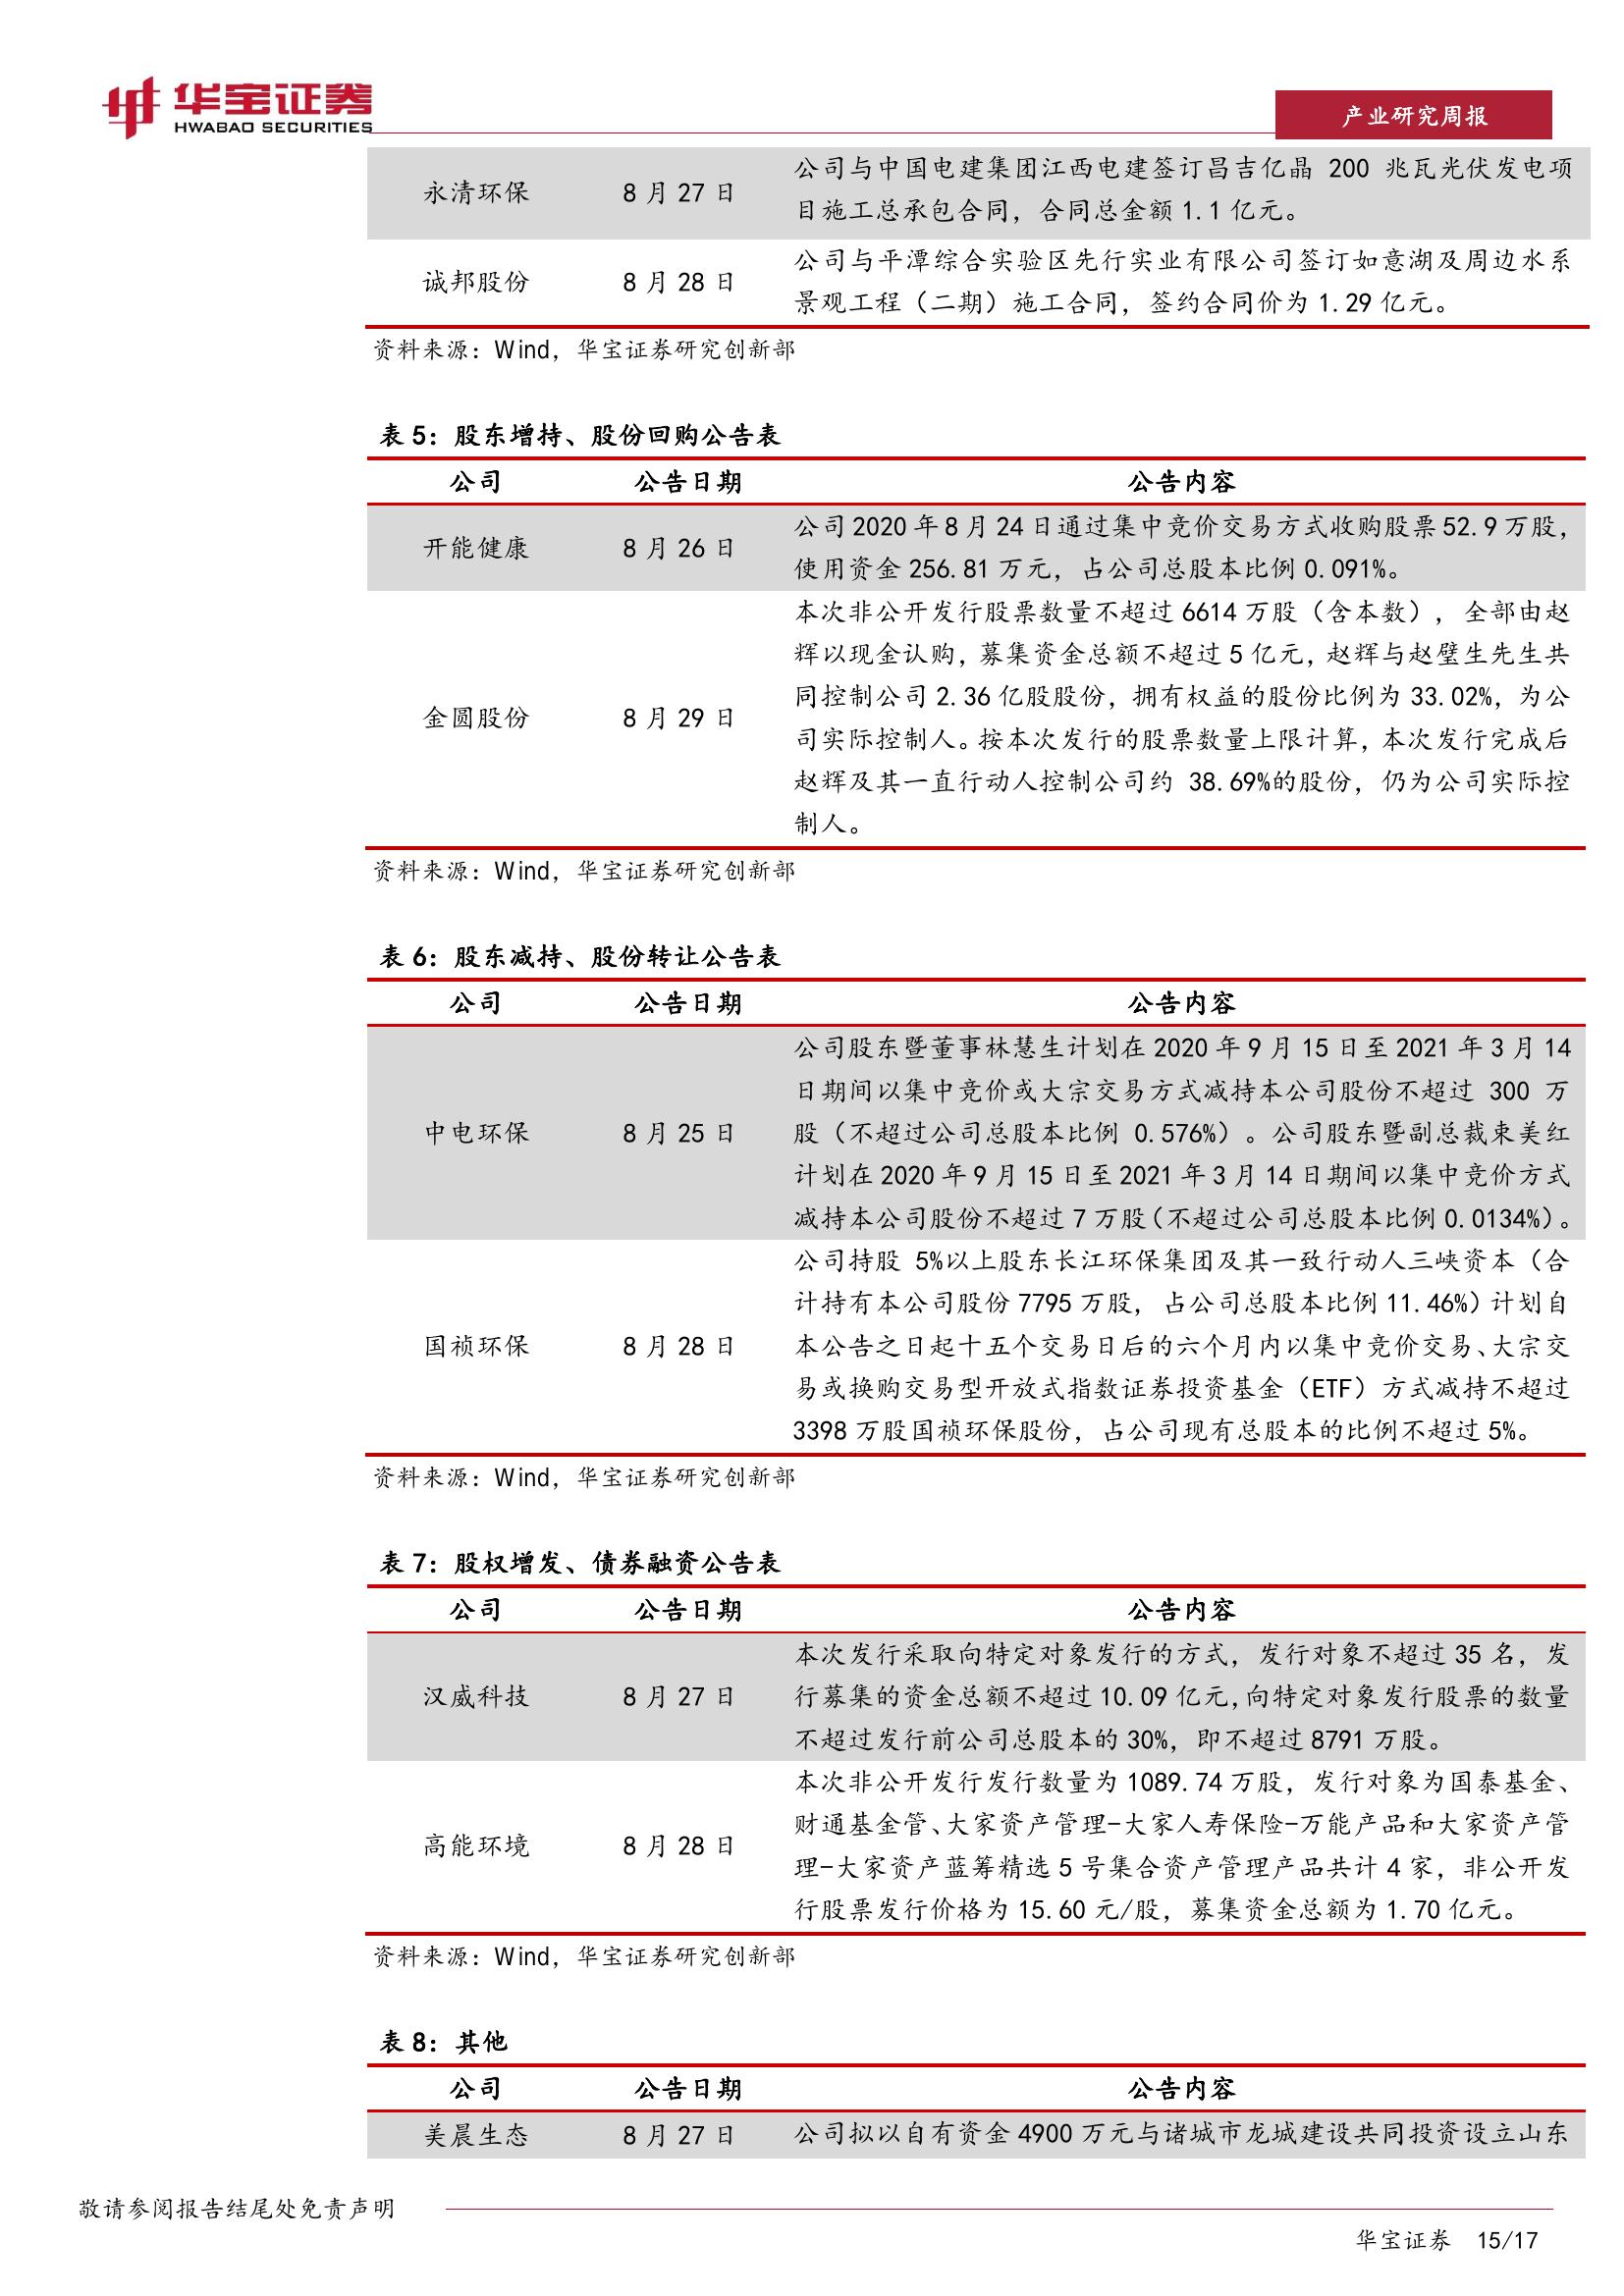 华宝证券
HWABAO SECURITIES
产业研究周报
永清环保 8 月 27 日 公司与中国电建集团江西电建签订昌吉亿晶 200 兆瓦光伏发电项
目施工总承包合同，合同总金额 1.1 亿元。
诚邦股份 8 月 28 日 公司与平潭综合实验区先行实业有限公司签订如意湖及周边水系
景观工程（二期）施工合同，签约合同价为 1.29 亿元。
资料来源：Wind，华宝证券研究创新部
表 5：股东增持、股份回购公告表
公司 公告日期 公告内容
开能健康 8 月 26 日 公司 2020 年 8 月 24 日通过集中竞价交易方式收购股票 52.9 万股，
使用资金 256.81 万元，占公司总股本比例 0.091%。
金圆股份 8 月 29 日 本次非公开发行股票数量不超过 6614 万股（含本数），全部由赵
辉以现金认购，募集资金总额不超过 5 亿元，赵辉与赵璧生先生共
同控制公司 2.36 亿股股份，拥有权益的股份比例为 33.02%，为公
司实际控制人。按本次发行的股票数量上限计算，本次发行完成后
赵辉及其一直行动人控制公司约 38.69%的股份，仍为公司实际控
制人。
资料来源：Wind，华宝证券研究创新部
表 6：股东减持、股份转让公告表
公司 公告日期 公告内容
中电环保 8 月 25 日 公司股东暨董事林慧生计划在 2020 年 9 月 15 日至 2021 年 3 月 14
日期间以集中竞价或大宗交易方式减持本公司股份不超过 300 万
股（不超过公司总股本比例 0.576%）。公司股东暨副总裁束美红
计划在 2020 年 9 月 15 日至 2021 年 3 月 14 日期间以集中竞价方式
减持本公司股份不超过 7 万股（不超过公司总股本比例 0.0134%）。
国祯环保 8 月 28 日 公司持股 5%以上股东长江环保集团及其一致行动人三峡资本（合
计持有本公司股份 7795 万股，占公司总股本比例 11.46%）计划自
本公告之日起十五个交易日后的六个月内以集中竞价交易、大宗交
易或换购交易型开放式指数证券投资基金（ETF）方式减持不超过
3398 万股国祯环保股份，占公司现有总股本的比例不超过 5%。
资料来源：Wind，华宝证券研究创新部
表 7：股权增发、债券融资公告表
公司 公告日期 公告内容
汉威科技 8 月 27 日 本次发行采取向特定对象发行的方式，发行对象不超过 35 名，发
行募集的资金总额不超过 10.09 亿元，向特定对象发行股票的数量
不超过发行前公司总股本的 30%，即不超过 8791 万股。
高能环境 8 月 28 日 本次非公开发行发行数量为 1089.74 万股，发行对象为国泰基金、
财通基金管、大家资产管理-大家人寿保险-万能产品和大家资产管
理-大家资产蓝筹精选 5 号集合资产管理产品共计 4 家，非公开发
行股票发行价格为 15.60 元/股，募集资金总额为 1.70 亿元。
资料来源：Wind，华宝证券研究创新部
表 8：其他
公司 公告日期 公告内容
美晨生态 8 月 27 日 公司拟以自有资金 4900 万元与诸城市龙城建设共同投资设立山东
敬请参阅报告结尾处免责声明
华宝证券 15/17